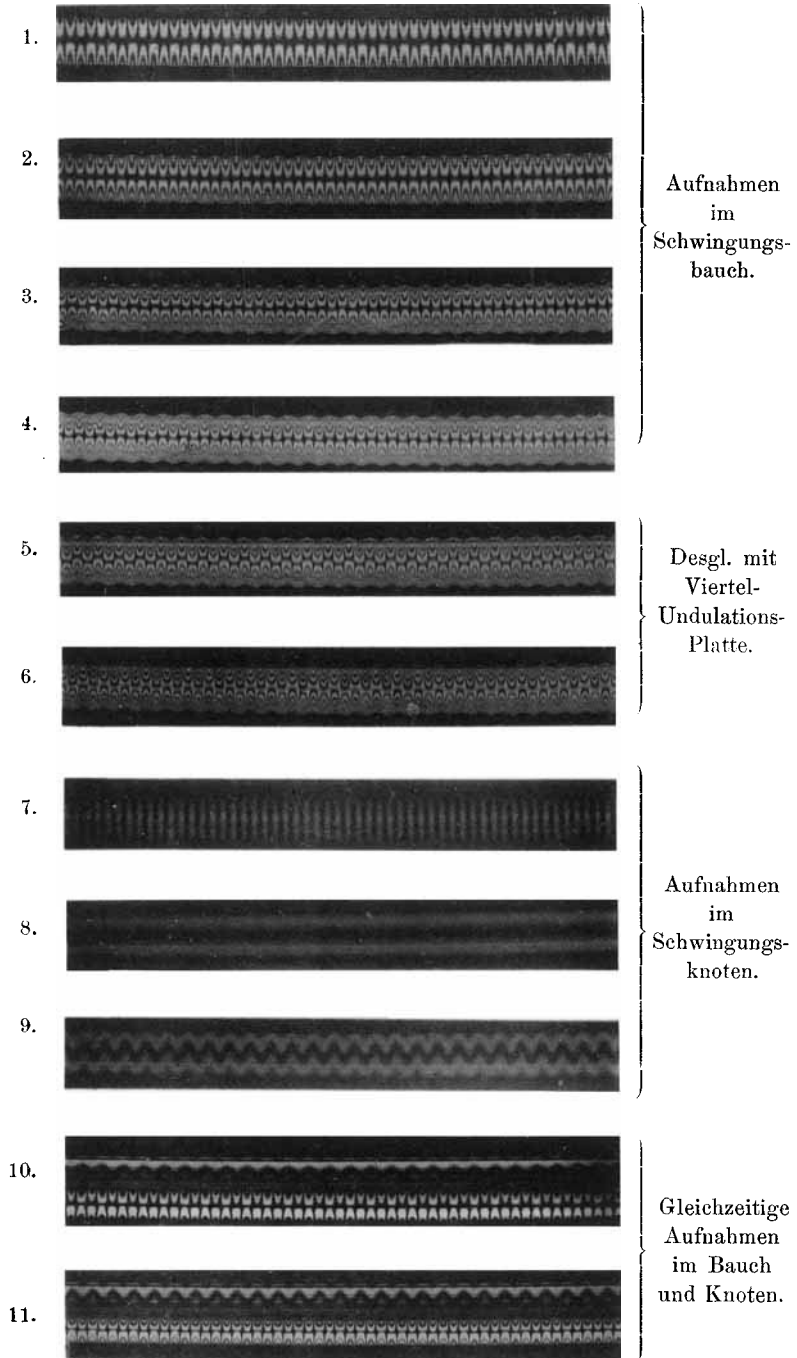 1.
2.
3.
4.
Aufnahmen
im
Schwingungs-
bauch.
5.
6.
Desgl. mit
Viertel-
Undulations-
Platte.
7.
8.
9.
Aufnahmen
im
Schwingungs-
knoten.
10.
11.
Gleichzeitige
Aufnahmen
im Bauch
und Knoten.